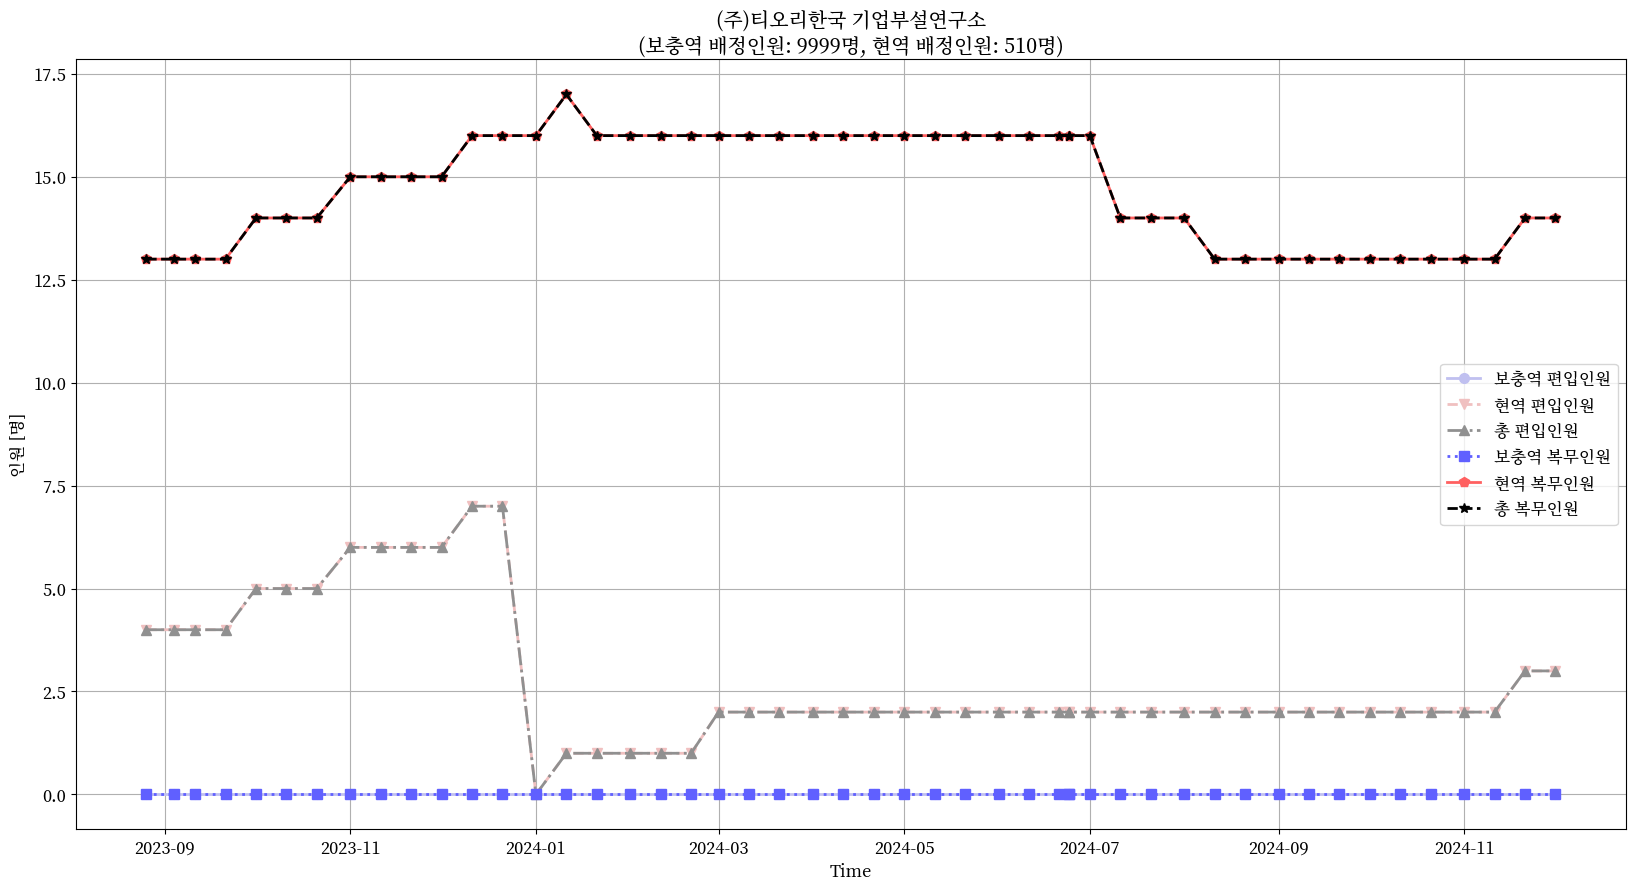 (주)티오리한국 기업부설연구소
(보충역 배정인원: 9999명, 현역 배정인원: 510명)
17.5
15.0
12.5
10.0
7.5
5.0
2.5
0.0
인원 [명]
보충역 편입인원
현역 편입인원
총 편입인원
보충역 복무인원
현역 복무인원
총 복무인원
2023-09 2023-11 2024-01 2024-03 2024-05 2024-07 2024-09 2024-11
Time